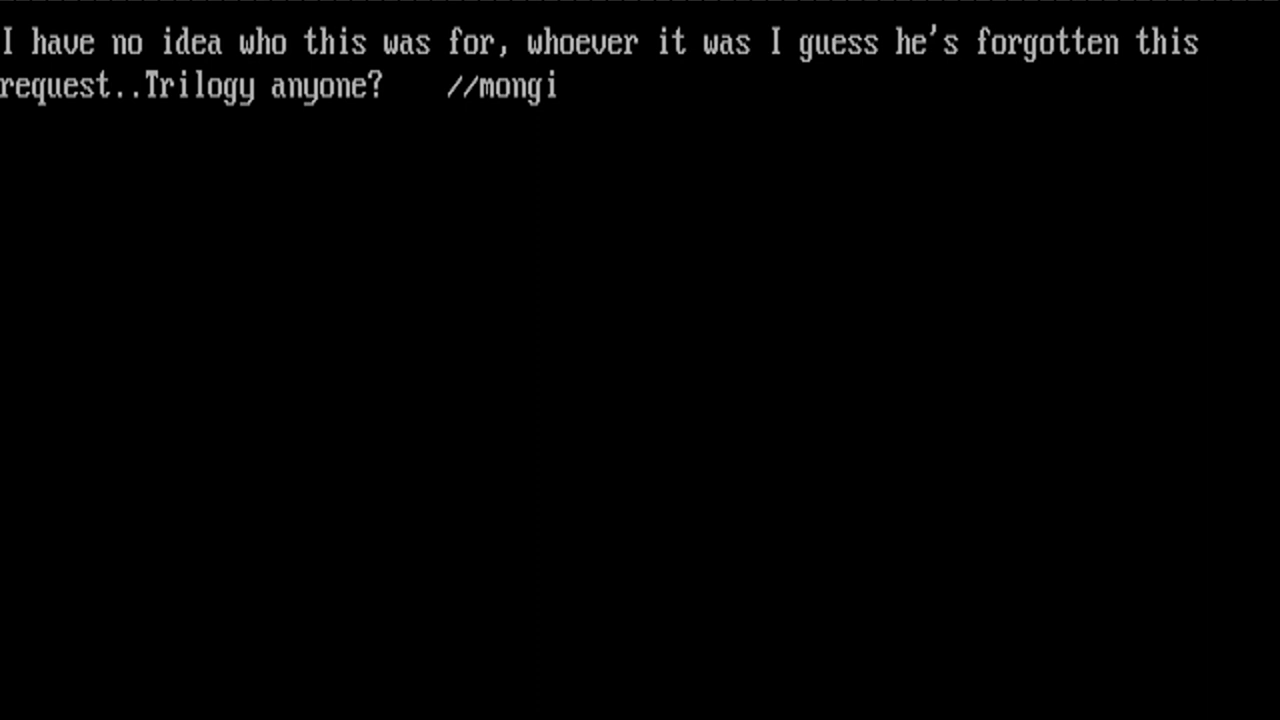 I have no idea who this was for, whoever it was I guess he's forgotten this
request..Trilogy anyone?    //mongi